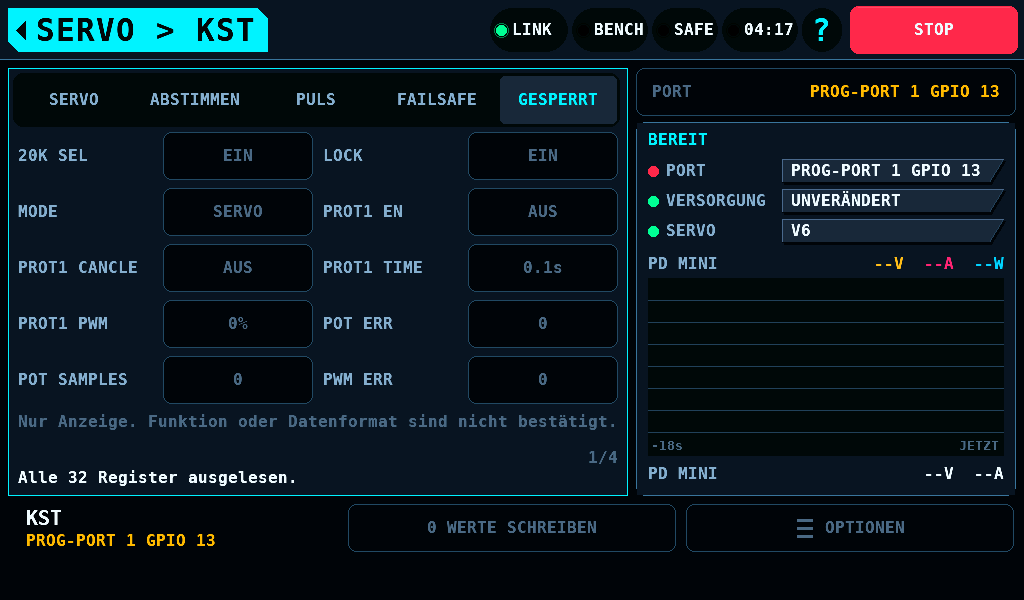 SERVO > KST
LINK
BENCH
SAFE
04:17
?
STOP
SERVO ABSTIMMEN PULS FAILSAFE GESPERRT
20K SEL EIN LOCK EIN
MODE SERVO PROT1 EN AUS
PROT1 CANCLE AUS PROT1 TIME 0.1s
PROT1 PWM 0% POT ERR 0
POT SAMPLES 0 PWM ERR 0
Nur Anzeige. Funktion oder Datenformat sind nicht bestätigt.
1/4
Alle 32 Register ausgelesen.
PORT PROG-PORT 1 GPIO 13
BEREIT
PORT PROG-PORT 1 GPIO 13
VERSORGUNG UNVERÄNDERT
SERVO V6
PD MINI --V --A --W
-18s JETZT
PD MINI --V --A
KST
PROG-PORT 1 GPIO 13
0 WERTE SCHREIBEN
OPTIONEN